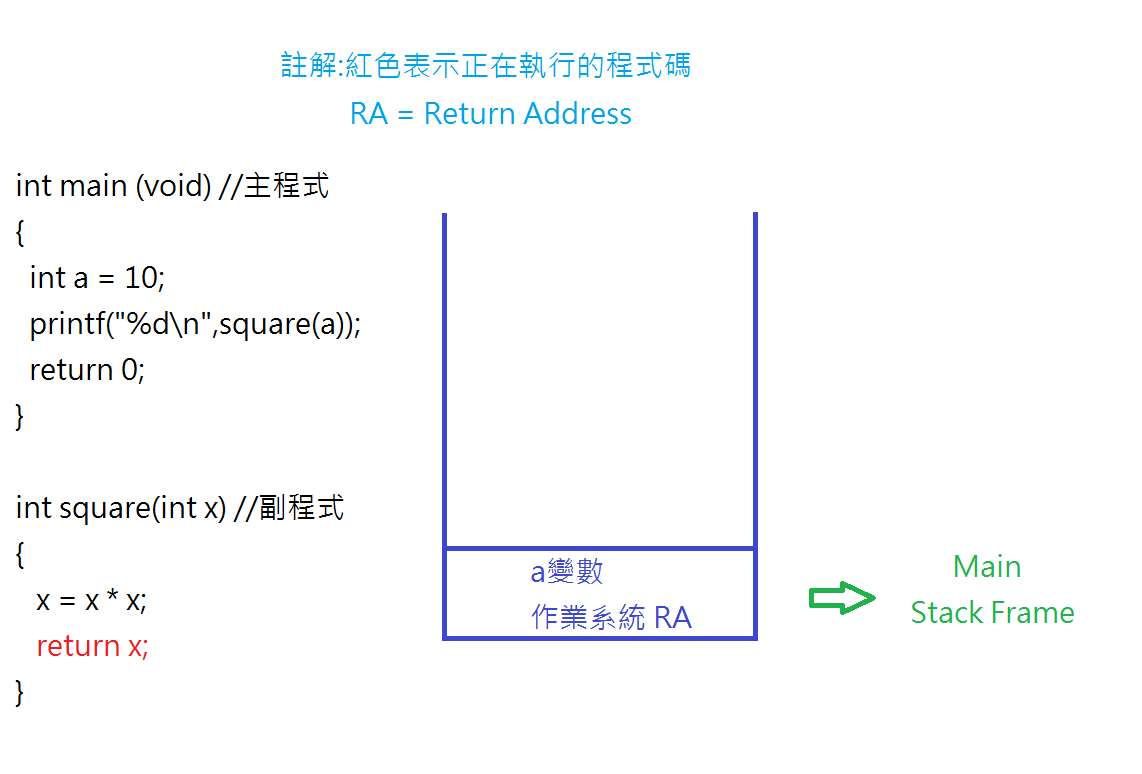 註解:紅色表示正在執行的程式碼
RA = Return Address
int main (void) //主程式
{
int a = 10;
printf("%d\n",square(a));
return 0;
}
int square(int x) //副程式
{
x = x * x;
return x;
}
a變數
作業系統 RA
Main
Stack Frame